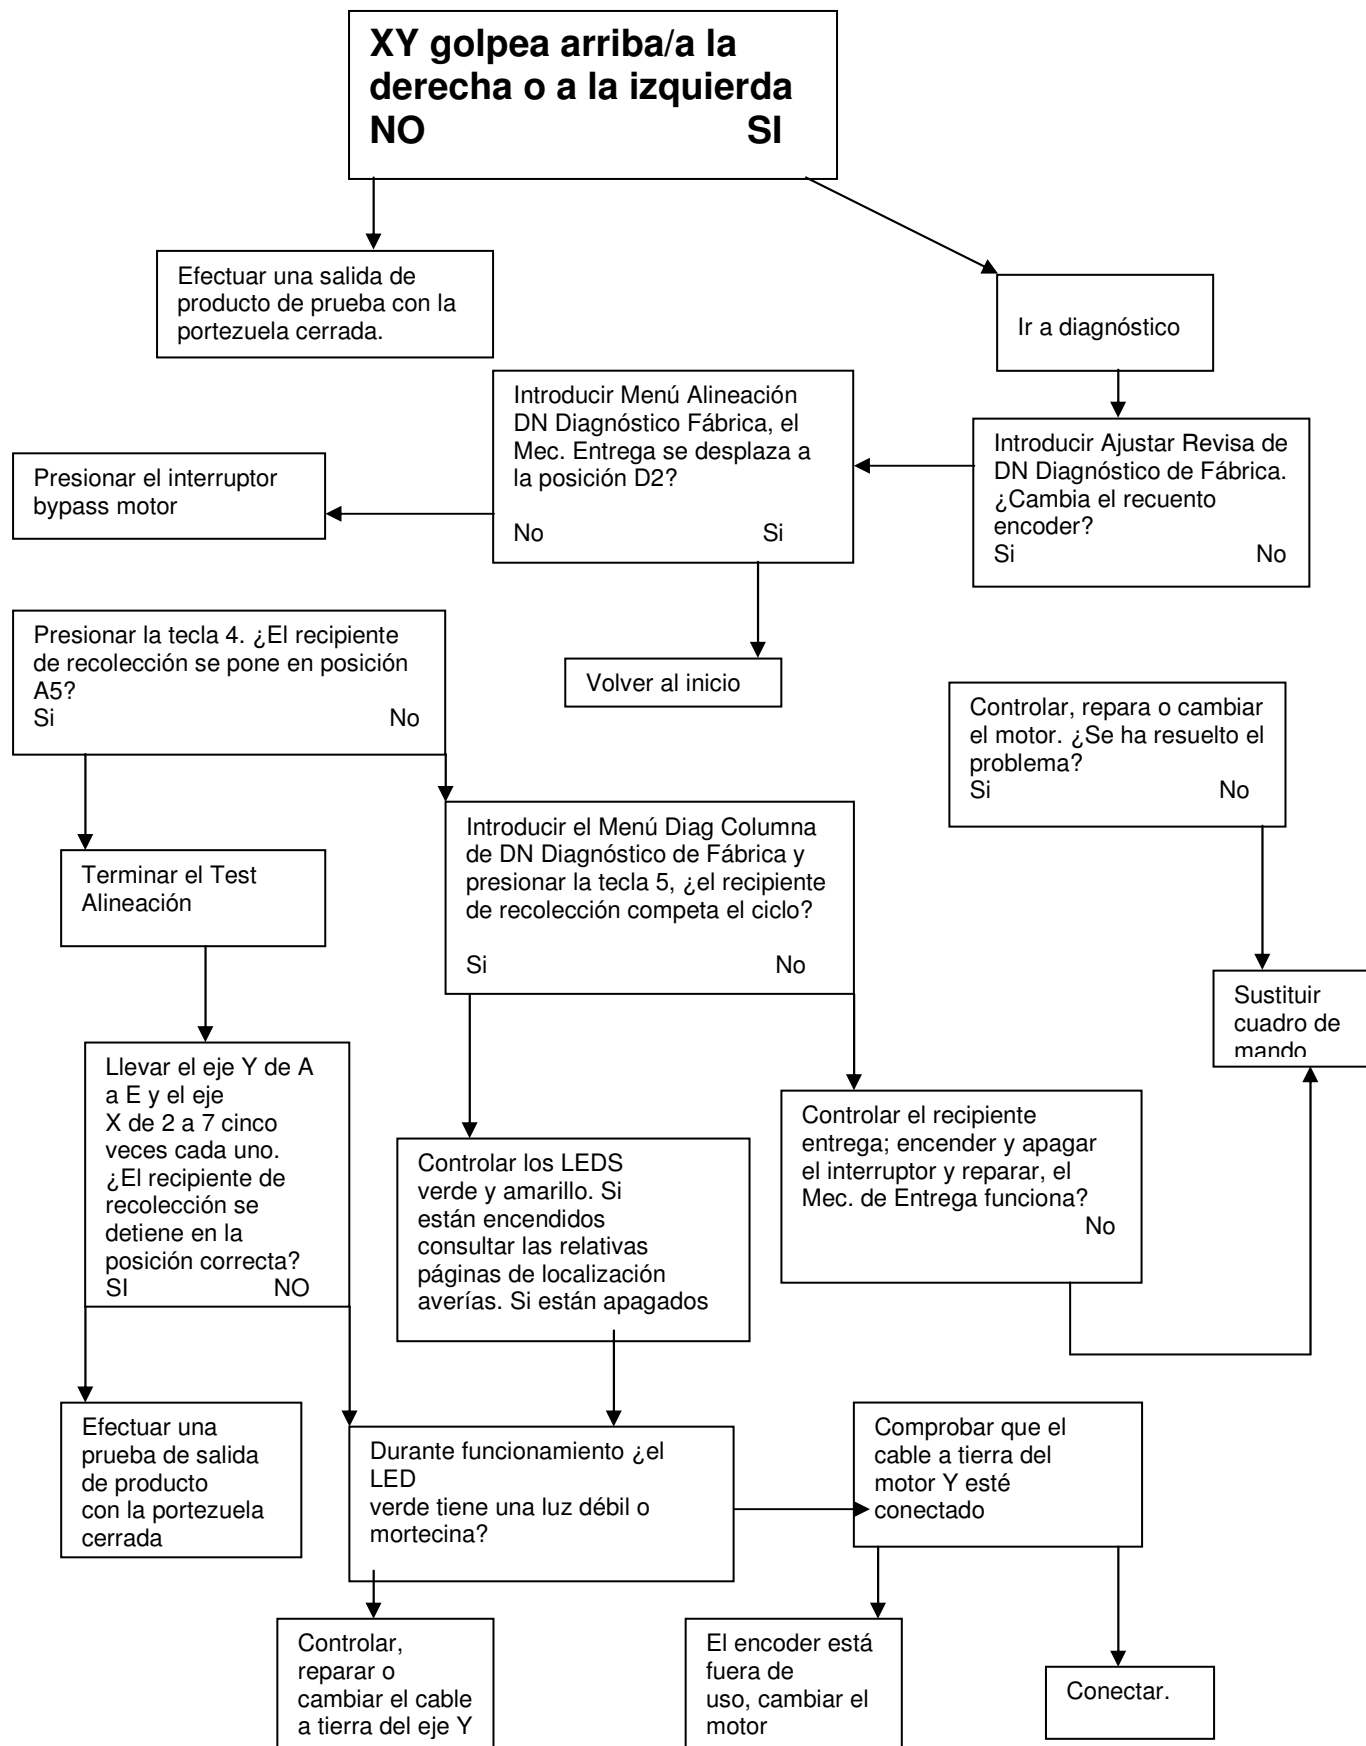 XY golpea arriba/a la
derecha o a la izquierda
NO SI
Efectuar una salida de
producto de prueba con la
portezuela cerrada.
Ir a diagnóstico
Introducir Menú Alineación
DN Diagnóstico Fábrica, el
Mec. Entrega se desplaza a
la posición D2?
No Si
Introducir Ajustar Revisa de
DN Diagnóstico de Fábrica.
¿Cambia el recuento
encoder?
Si No
Presionar el interruptor
bypass motor
Presionar la tecla 4. ¿El recipiente
de recolección se pone en posición
A5?
Si No
Volver al inicio
Controlar, repara o cambiar
el motor. ¿Se ha resuelto el
problema?
Si No
Introducir el Menú Diag Columna
de DN Diagnóstico de Fábrica y
presionar la tecla 5, ¿el recipiente
de recolección competa el ciclo?
Si No
Terminar el Test
Alineación
Sustituir
cuadro de
mando
Llevar el eje Y de A
a E y el eje
X de 2 a 7 cinco
veces cada uno.
¿El recipiente de
recolección se
detiene en la
posición correcta?
SI NO
Controlar los LEDS
verde y amarillo. Si
están encendidos
consultar las relativas
páginas de localización
averías. Si están apagados
Controlar el recipiente
entrega; encender y apagar
el interruptor y reparar, el
Mec. de Entrega funciona?
No
Efectuar una
prueba de salida
de producto
con la portezuela
cerrada
Durante funcionamiento ¿el
LED
verde tiene una luz débil o
mortecina?
Comprobar que el
cable a tierra del
motor Y esté
conectado
Controlar,
reparar o
cambiar el cable
a tierra del eje Y
El encoder está
fuera de
uso, cambiar el
motor
Conectar.